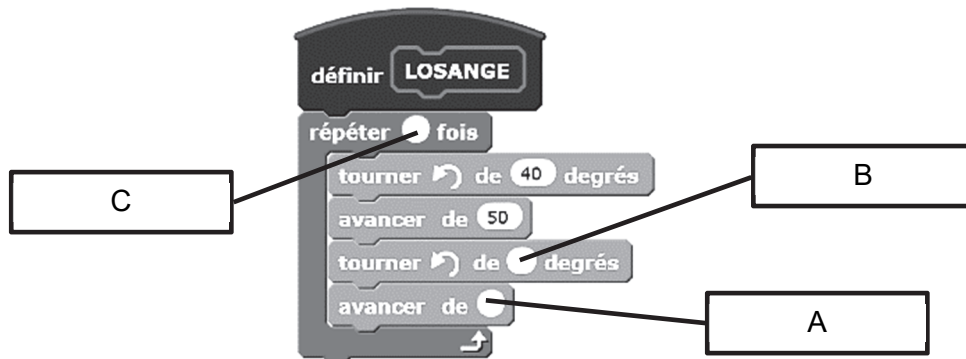 définir LOSANGE
répéter fois
tourner de 40 degrés
avancer de 50
tourner de degrés
avancer de
C
B
A